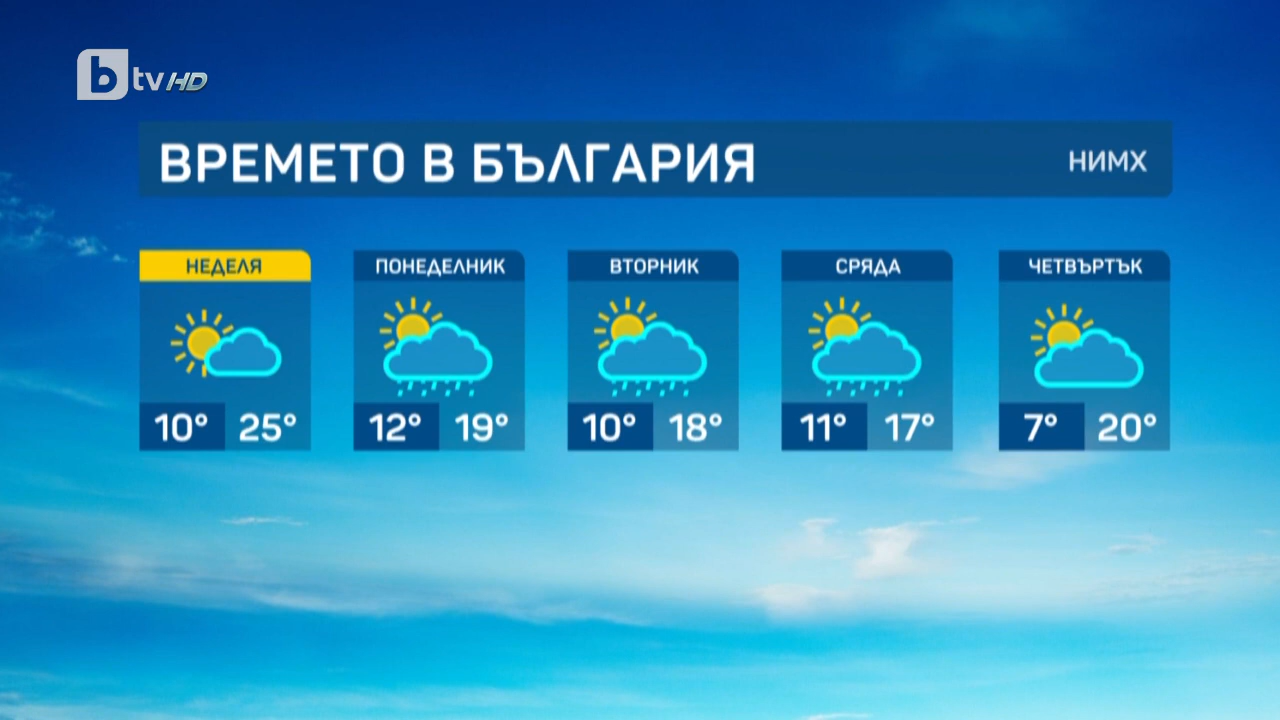 btv HD
ВРЕМЕТО В БЪЛГАРИЯ
НИМХ
НЕДЕЛЯ
10° 25°
ПОНЕДЕЛНИК
12° 19°
ВТОРНИК
10° 18°
СРЯДА
11° 17°
ЧЕТВЪРТЪК
7° 20°